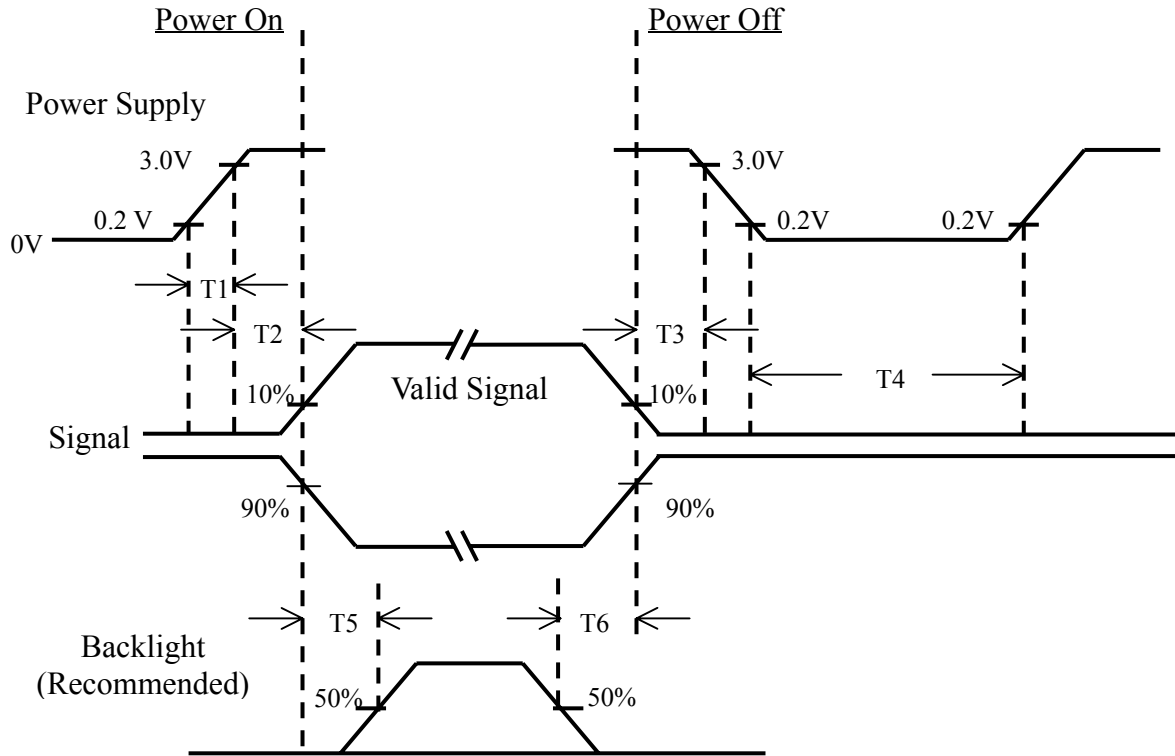 Power On
Power Off
Power Supply
3.0V
3.0V
0.2 V
0.2V
0.2V
0V
T1
T2
T3
T4
10%
Valid Signal
10%
Signal
90%
90%
T5
T6
Backlight
(Recommended)
50%
50%